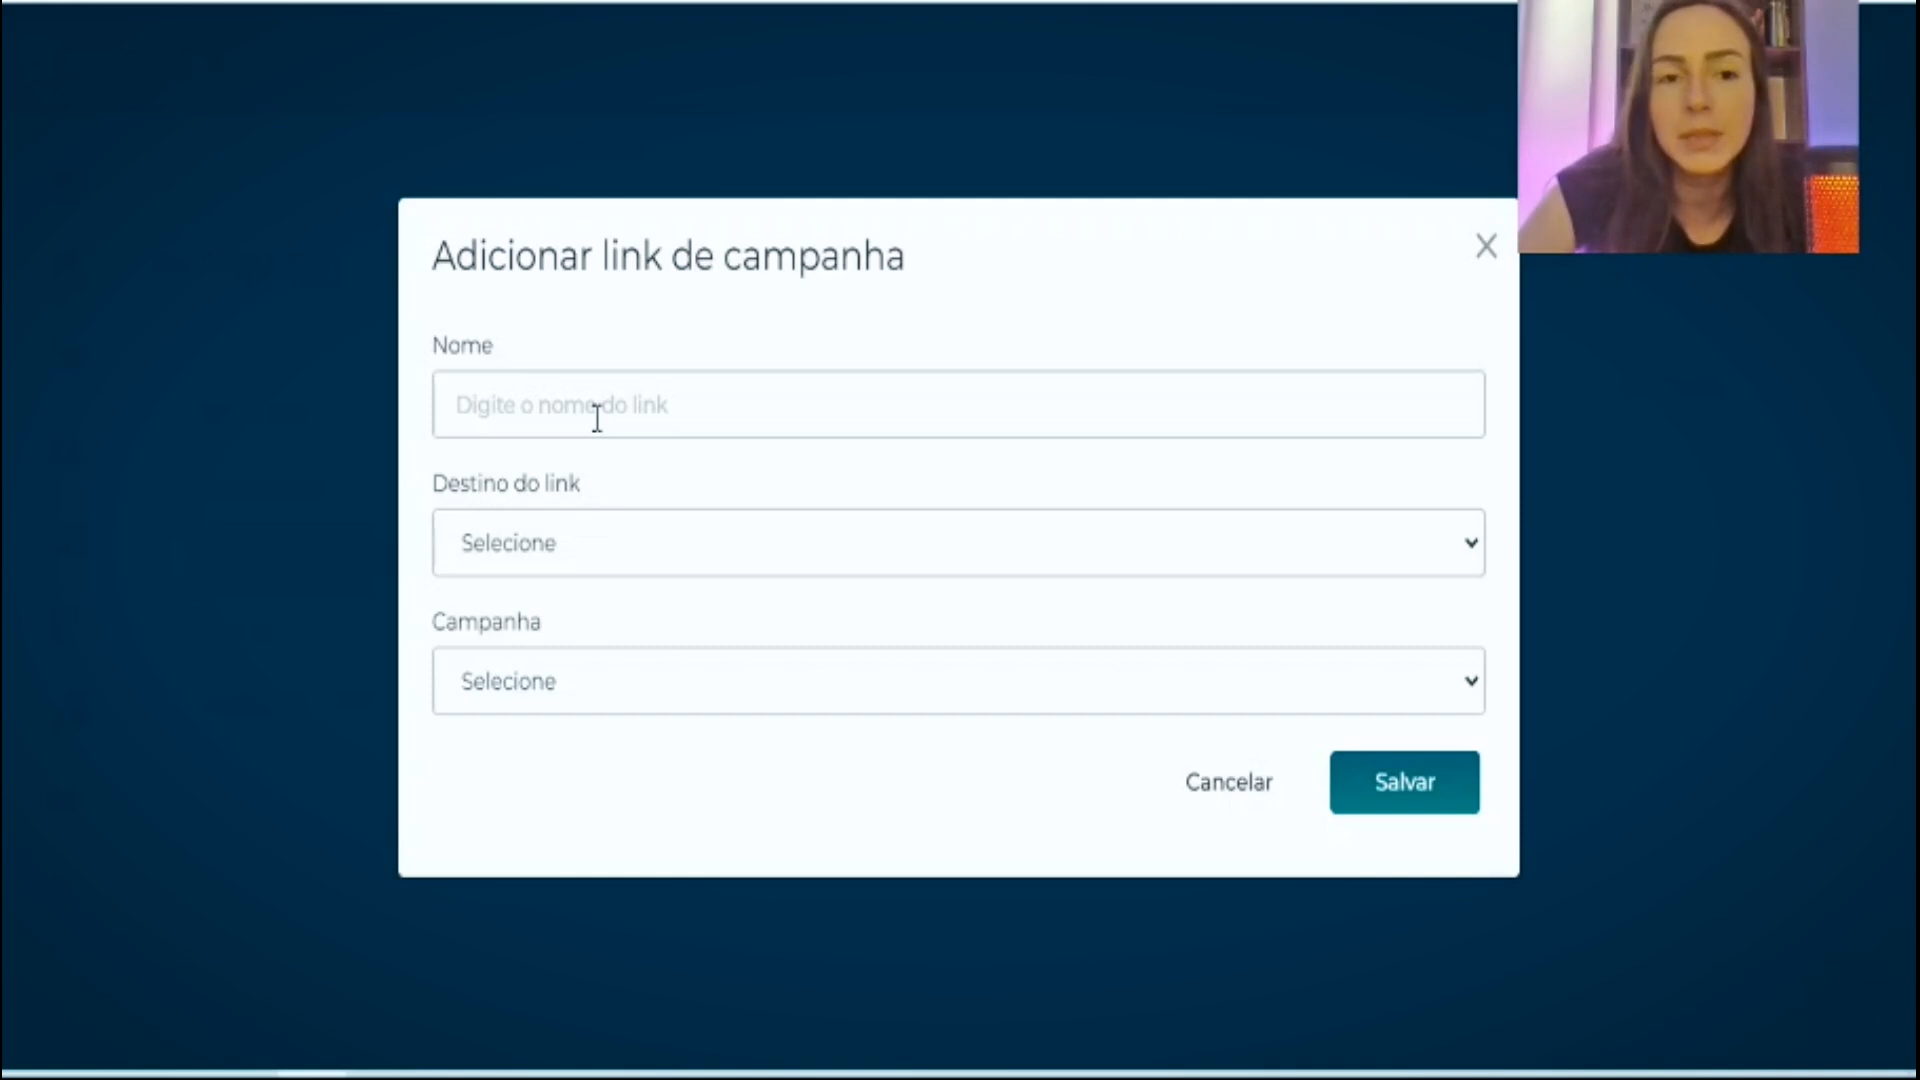 Adicionar link de campanha
X
Nome
Digite o nome do link
Destino do link
Selecione
Campanha
Selecione
Cancelar
Salvar